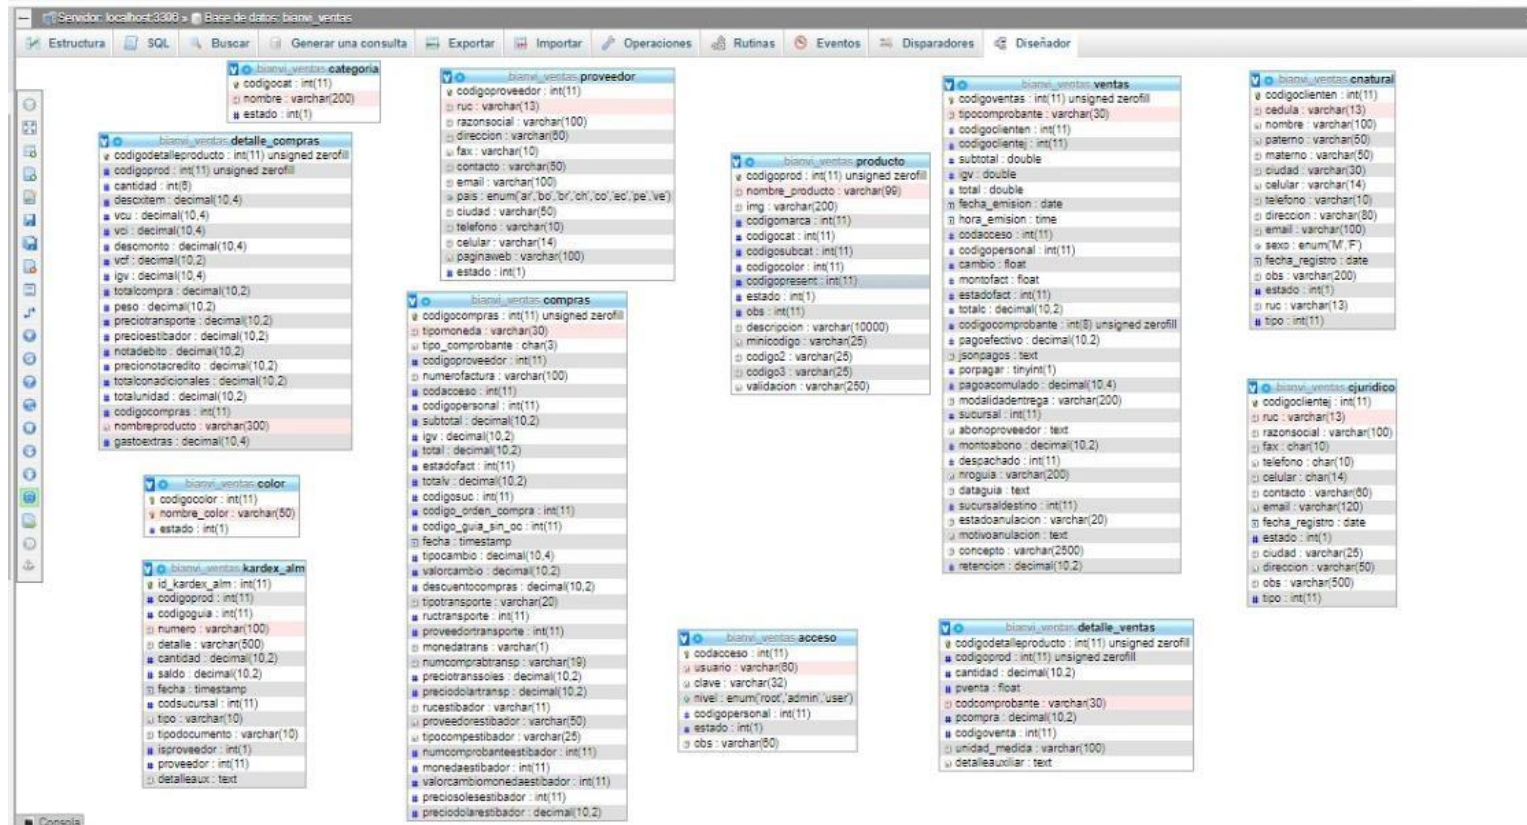 Servidor: localhost:3306 » Base de datos: bianvi_ventas
Estructura SQL Buscar Generar una consulta Exportar Importar Operaciones Rutinas Eventos Disparadores Diseñador
bianvi_ventas categoria
codigocat : int(11)
nombre : varchar(200)
estado : int(1)
bianvi_ventas detalle_compras
codigodetalleproducto : int(11) unsigned zerofill
codigoprod : int(11) unsigned zerofill
cantidad : int(6)
descxitem : decimal(10,4)
vcu : decimal(10,4)
vci : decimal(10,4)
descmonto : decimal(10,4)
vcf : decimal(10,2)
igv : decimal(10,4)
totalcompra : decimal(10,2)
peso : decimal(10,2)
preciotransporte : decimal(10,2)
precioestibador : decimal(10,2)
notadebito : decimal(10,2)
precionotacredito : decimal(10,2)
totalconadicionales : decimal(10,2)
totalunidad : decimal(10,2)
codigocompras : int(11)
nombreproducto : varchar(300)
gastoextras : decimal(10,4)
bianvi_ventas color
codigocolor : int(11)
nombre_color : varchar(50)
estado : int(1)
bianvi_ventas kardex_alm
id_kardex_alm : int(11)
codigoprod : int(11)
codigoguia : int(11)
numero : varchar(100)
detalle : varchar(500)
cantidad : decimal(10,2)
saldo : decimal(10,2)
fecha : timestamp
codsucursal : int(11)
tipo : varchar(10)
tipodocumento : varchar(10)
isproveedor : int(1)
proveedor : int(11)
detalleaux : text
bianvi_ventas proveedor
codigoproveedor : int(11)
ruc : varchar(13)
razonsocial : varchar(100)
direccion : varchar(60)
fax : varchar(10)
contacto : varchar(50)
email : varchar(100)
pais : enum('ar','bo','br','ch','co','ec','pe','ve')
ciudad : varchar(50)
telefono : varchar(10)
celular : varchar(14)
paginaweb : varchar(100)
estado : int(1)
bianvi_ventas compras
codigocompras : int(11) unsigned zerofill
tipomoneda : varchar(30)
tipo_comprobante : char(3)
codigoproveedor : int(11)
numerofactura : varchar(100)
codacceso : int(11)
codigopersonal : int(11)
subtotal : decimal(10,2)
igv : decimal(10,2)
total : decimal(10,2)
estadofact : int(11)
totalv : decimal(10,2)
codigosuc : int(11)
codigo_orden_compra : int(11)
codigo_guia_sin_oc : int(11)
fecha : timestamp
tipocambio : decimal(10,4)
valorcambio : decimal(10,2)
descuentocompras : decimal(10,2)
tipotransporte : varchar(20)
ructransporte : int(11)
proveedortransporte : int(11)
monedatrans : varchar(1)
numcomprabtransp : varchar(19)
preciotranssoles : decimal(10,2)
preciodolartransp : decimal(10,2)
rucestibador : varchar(11)
proveedorestibador : varchar(50)
tipocompestibador : varchar(25)
numcomprobanteestibador : int(11)
monedaestibador : int(11)
valorcambiomonedaestibador : int(11)
preciosolesestibador : int(11)
preciodolarestibador : decimal(10,2)
bianvi_ventas producto
codigoprod : int(11) unsigned zerofill
nombre_producto : varchar(99)
img : varchar(200)
codigomarca : int(11)
codigocat : int(11)
codigosubcat : int(11)
codigocolor : int(11)
codigopresent : int(11)
estado : int(1)
obs : int(11)
descripcion : varchar(10000)
minicodigo : varchar(25)
codigo2 : varchar(25)
codigo3 : varchar(25)
validacion : varchar(250)
bianvi_ventas acceso
codacceso : int(11)
usuario : varchar(60)
clave : varchar(32)
nivel : enum('root','admin','user')
codigopersonal : int(11)
estado : int(1)
obs : varchar(60)
bianvi_ventas ventas
codigoventas : int(11) unsigned zerofill
tipocomprobante : varchar(30)
codigoclienten : int(11)
codigoclientej : int(11)
subtotal : double
igv : double
total : double
fecha_emision : date
hora_emision : time
codacceso : int(11)
codigopersonal : int(11)
cambio : float
montofact : float
estadofact : int(11)
totalc : decimal(10,2)
codigocomprobante : int(8) unsigned zerofill
pagoefectivo : decimal(10,2)
jsonpagos : text
porpagar : tinyint(1)
pagoacomulado : decimal(10,4)
modalidadentrega : varchar(200)
sucursal : int(11)
abonoproveedor : text
montoabono : decimal(10,2)
despachado : int(11)
nroguia : varchar(200)
dataguia : text
sucursaldestino : int(11)
estadoanulacion : varchar(20)
motivoanulacion : text
concepto : varchar(2500)
retencion : decimal(10,2)
bianvi_ventas detalle_ventas
codigodetalleproducto : int(11) unsigned zerofill
codigoprod : int(11) unsigned zerofill
cantidad : decimal(10,2)
pventa : float
codcomprobante : varchar(30)
pcompra : decimal(10,2)
codigoventa : int(11)
unidad_medida : varchar(100)
detalleauxiliar : text
bianvi_ventas cnatural
codigoclienten : int(11)
cedula : varchar(13)
nombre : varchar(100)
paterno : varchar(50)
materno : varchar(50)
ciudad : varchar(30)
celular : varchar(14)
telefono : varchar(10)
direccion : varchar(80)
email : varchar(100)
sexo : enum('M','F')
fecha_registro : date
obs : varchar(200)
estado : int(1)
ruc : varchar(13)
tipo : int(11)
bianvi_ventas cjuridico
codigoclientej : int(11)
ruc : varchar(13)
razonsocial : varchar(100)
fax : char(10)
telefono : char(10)
celular : char(14)
contacto : varchar(60)
email : varchar(120)
fecha_registro : date
estado : int(1)
ciudad : varchar(25)
direccion : varchar(50)
obs : varchar(500)
tipo : int(11)
Consola